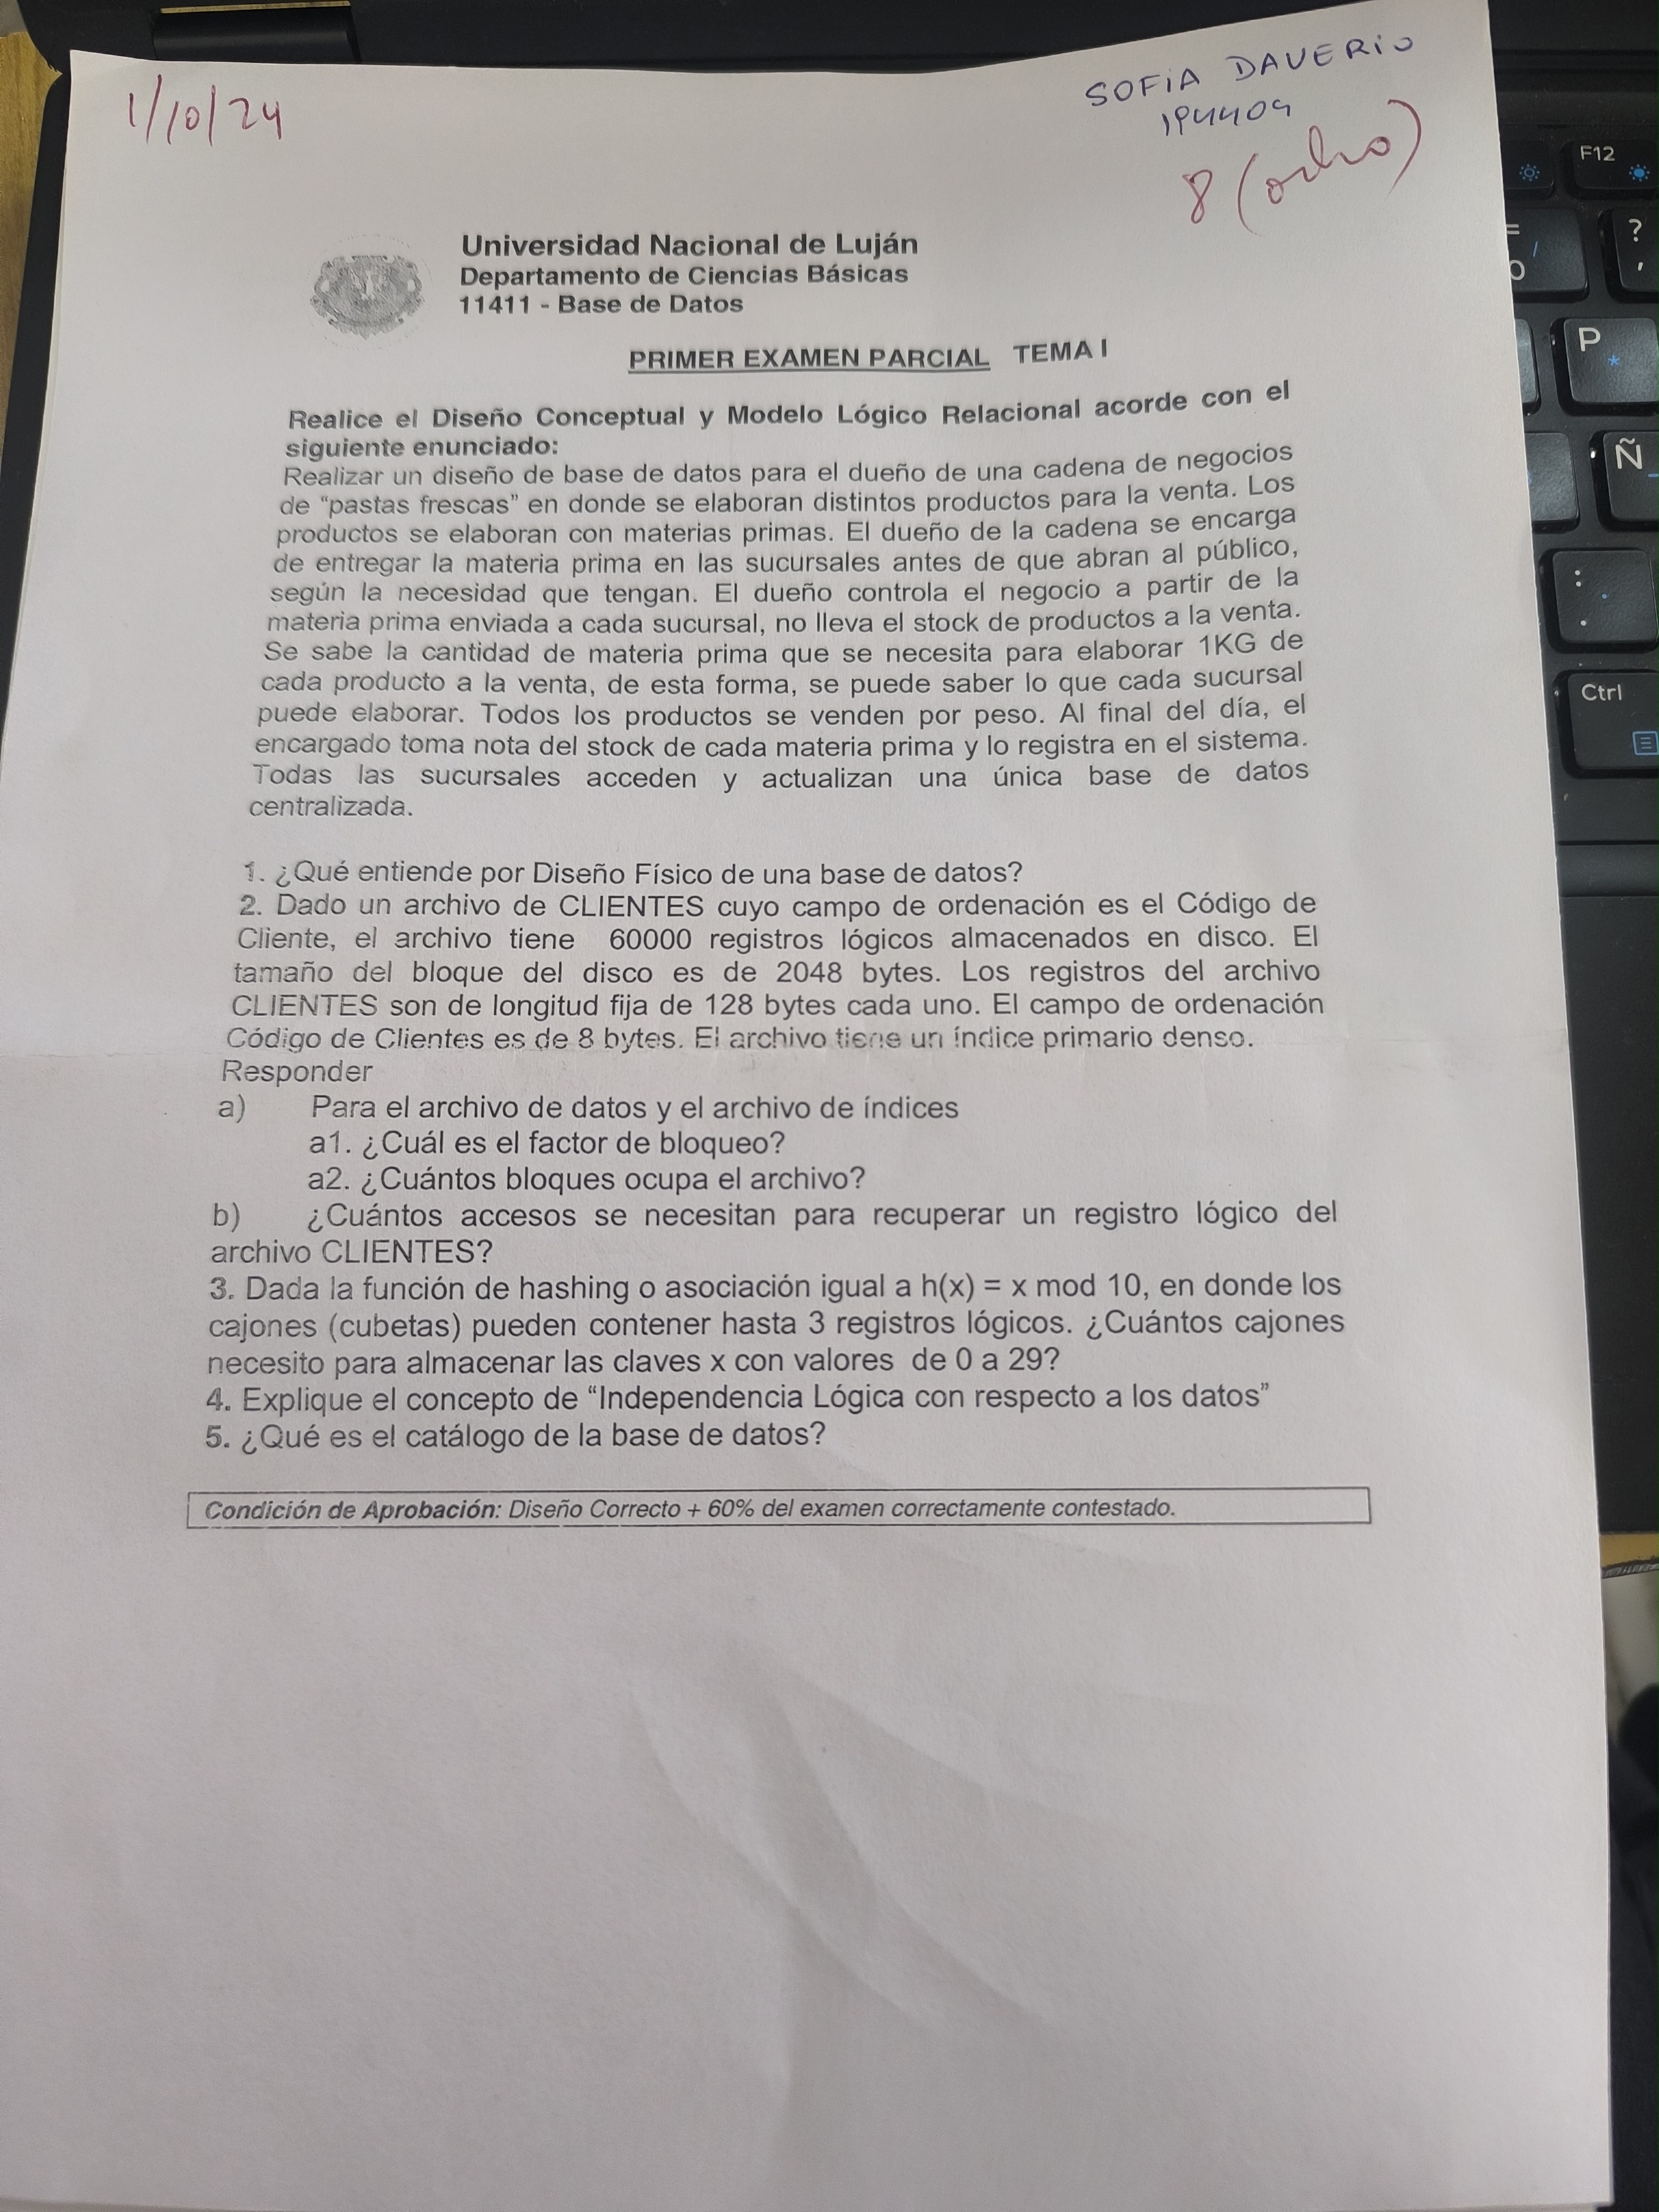 1/10/24
SOFIA DAVERIO
194409
8 (ocho)
Universidad Nacional de Luján
Departamento de Ciencias Básicas
11411 - Base de Datos
PRIMER EXAMEN PARCIAL TEMA I
Realice el Diseño Conceptual y Modelo Lógico Relacional acorde con el
siguiente enunciado:
Realizar un diseño de base de datos para el dueño de una cadena de negocios
de “pastas frescas” en donde se elaboran distintos productos para la venta. Los
productos se elaboran con materias primas. El dueño de la cadena se encarga
de entregar la materia prima en las sucursales antes de que abran al público,
según la necesidad que tengan. El dueño controla el negocio a partir de la
materia prima enviada a cada sucursal, no lleva el stock de productos a la venta.
Se sabe la cantidad de materia prima que se necesita para elaborar 1KG de
cada producto a la venta, de esta forma, se puede saber lo que cada sucursal
puede elaborar. Todos los productos se venden por peso. Al final del día, el
encargado toma nota del stock de cada materia prima y lo registra en el sistema.
Todas las sucursales acceden y actualizan una única base de datos
centralizada.
1. ¿Qué entiende por Diseño Físico de una base de datos?
2. Dado un archivo de CLIENTES cuyo campo de ordenación es el Código de
Cliente, el archivo tiene 60000 registros lógicos almacenados en disco. El
tamaño del bloque del disco es de 2048 bytes. Los registros del archivo
CLIENTES son de longitud fija de 128 bytes cada uno. El campo de ordenación
Código de Clientes es de 8 bytes. El archivo tiene un índice primario denso.
Responder
a) Para el archivo de datos y el archivo de índices
a1. ¿Cuál es el factor de bloqueo?
a2. ¿Cuántos bloques ocupa el archivo?
b) ¿Cuántos accesos se necesitan para recuperar un registro lógico del
archivo CLIENTES?
3. Dada la función de hashing o asociación igual a h(x) = x mod 10, en donde los
cajones (cubetas) pueden contener hasta 3 registros lógicos. ¿Cuántos cajones
necesito para almacenar las claves x con valores de 0 a 29?
4. Explique el concepto de “Independencia Lógica con respecto a los datos”
5. ¿Qué es el catálogo de la base de datos?
Condición de Aprobación: Diseño Correcto + 60% del examen correctamente contestado.
F12
=
/
O
?
,
P
*
Ñ
:
.
Ctrl